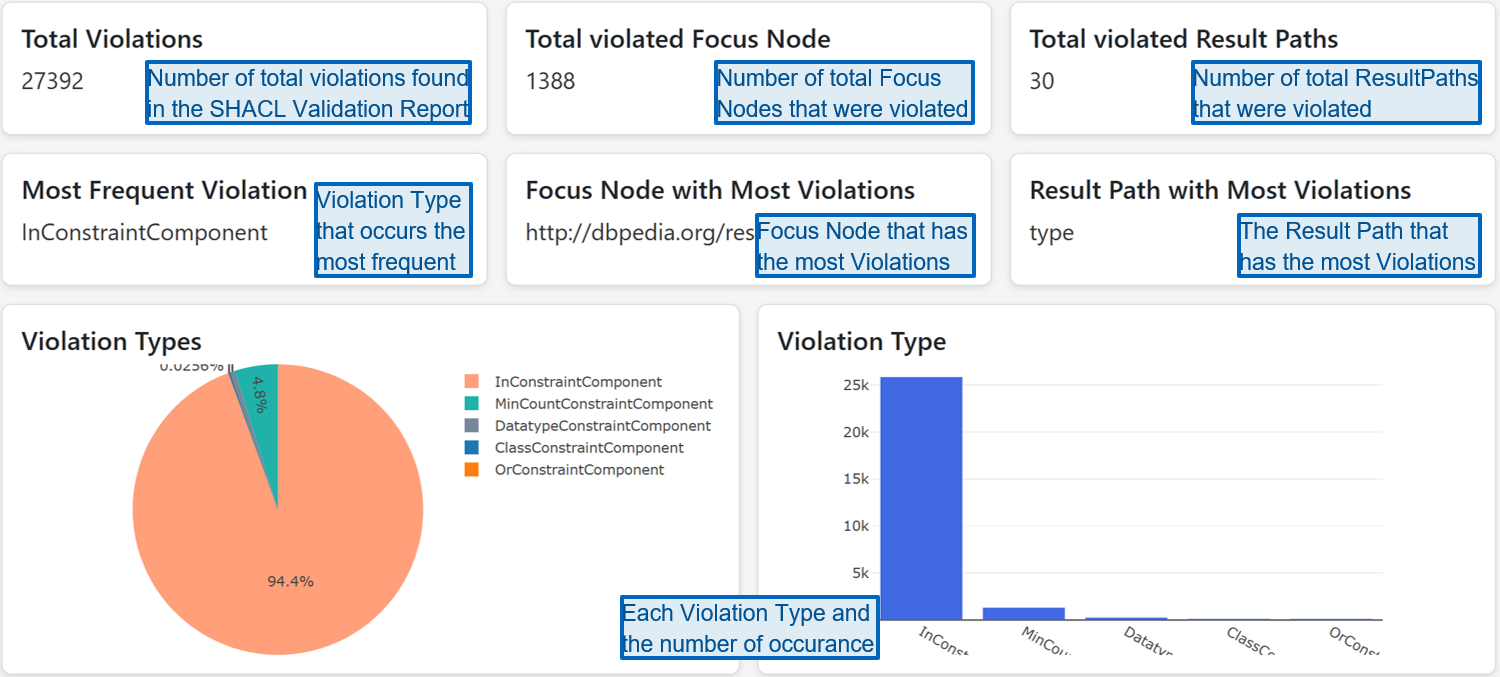 Total Violations
27392
Number of total violations found
in the SHACL Validation Report
Total violated Focus Node
1388
Number of total Focus
Nodes that were violated
Total violated Result Paths
30
Number of total ResultPaths
that were violated
Most Frequent Violation
InConstraintComponent
Violation Type
that occurs the
most frequent
Focus Node with Most Violations
http://dbpedia.org/res
Focus Node that has
the most Violations
Result Path with Most Violations
type
The Result Path that
has the most Violations
Violation Types
0.0256%
4.8%
94.4%
InConstraintComponent
MinCountConstraintComponent
DatatypeConstraintComponent
ClassConstraintComponent
OrConstraintComponent
Each Violation Type and
the number of occurance
Violation Type
25k
20k
15k
10k
5k
InConst
MinCou
Datatyp
ClassCo
OrConst